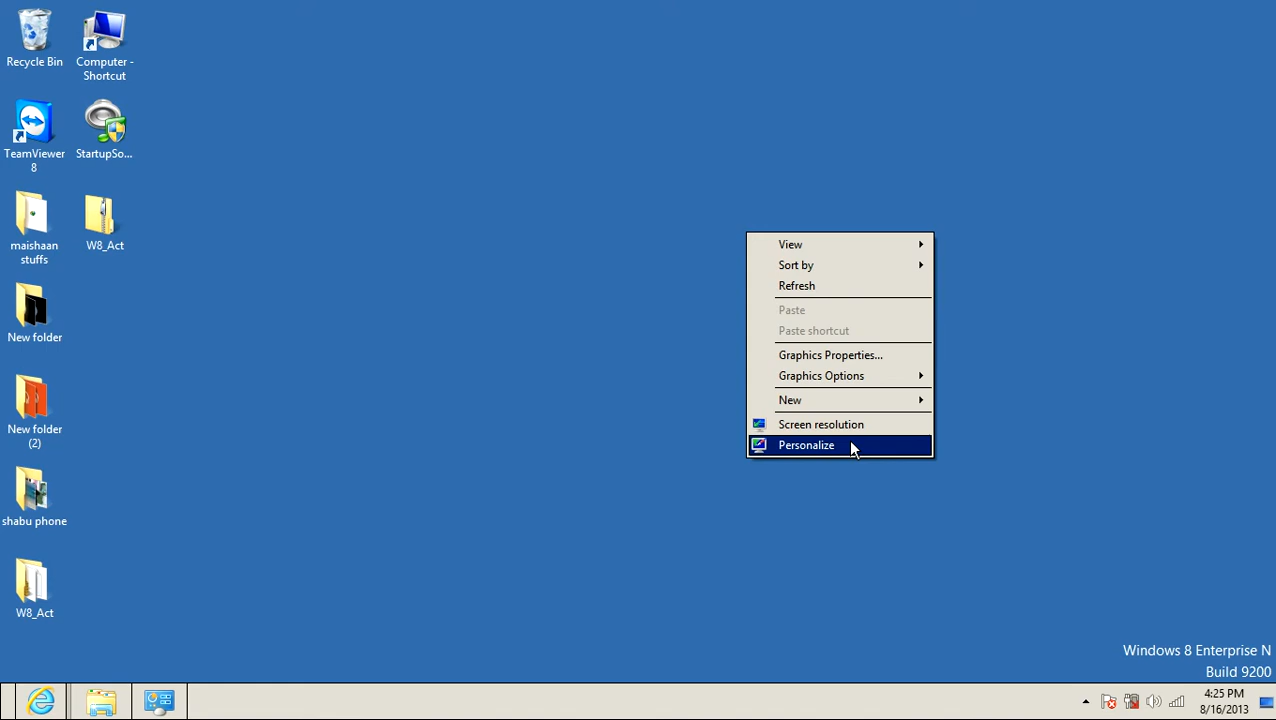 Recycle Bin
Computer -
Shortcut
TeamViewer
8
StartupSo...
maishaan
stuffs
W8_Act
New folder
New folder
(2)
shabu phone
W8_Act
View
Sort by
Refresh
Paste
Paste shortcut
Graphics Properties...
Graphics Options
New
Screen resolution
Personalize
Windows 8 Enterprise N
Build 9200
4:25 PM
8/16/2013